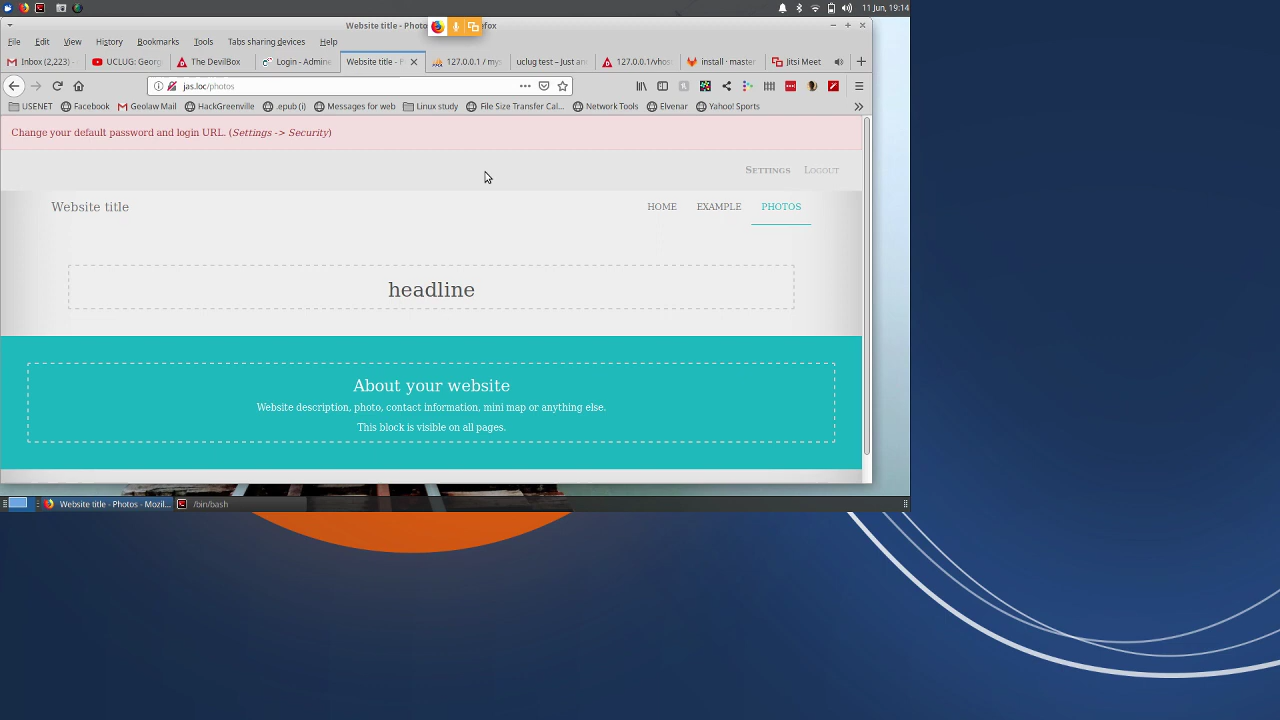 11 Jun, 19:14
Website title - Photo efox
File Edit View History Bookmarks Tools Tabs sharing devices Help
Inbox (2,223) - UCLUG: Georg The DevilBox Login - Admine Website title - P 127.0.0.1 / mys uclug test – Just an 127.0.0.1/vhos install · master Jitsi Meet
jas.loc/photos
USENET Facebook Geolaw Mail HackGreenville .epub (i) Messages for web Linux study File Size Transfer Cal... Network Tools Elvenar Yahoo! Sports
Change your default password and login URL. (Settings -> Security)
Settings Logout
Website title HOME EXAMPLE PHOTOS
headline
About your website
Website description, photo, contact information, mini map or anything else.
This block is visible on all pages.
Website title - Photos - Mozil... /bin/bash